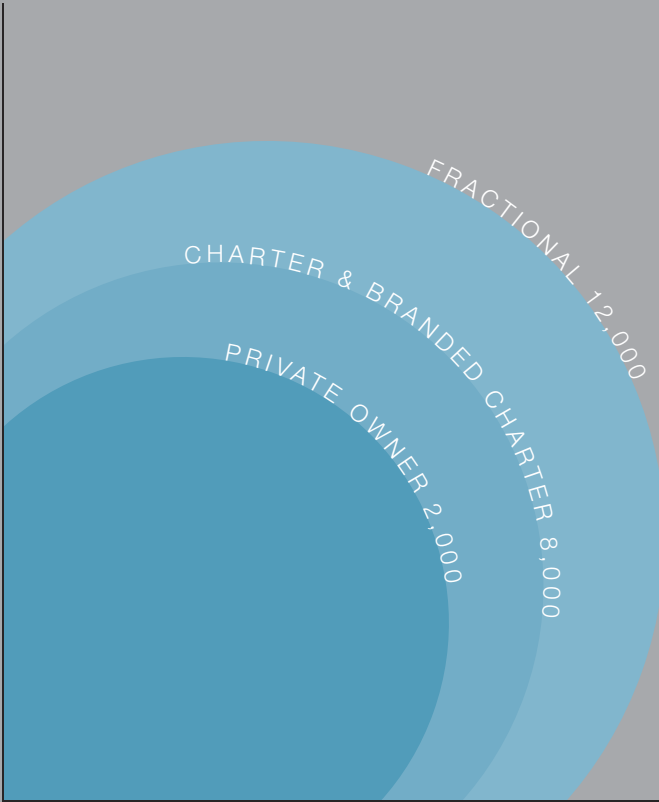 FRACTIONAL 12,000
CHARTER & BRANDED CHARTER 8,000
PRIVATE OWNER 2,000